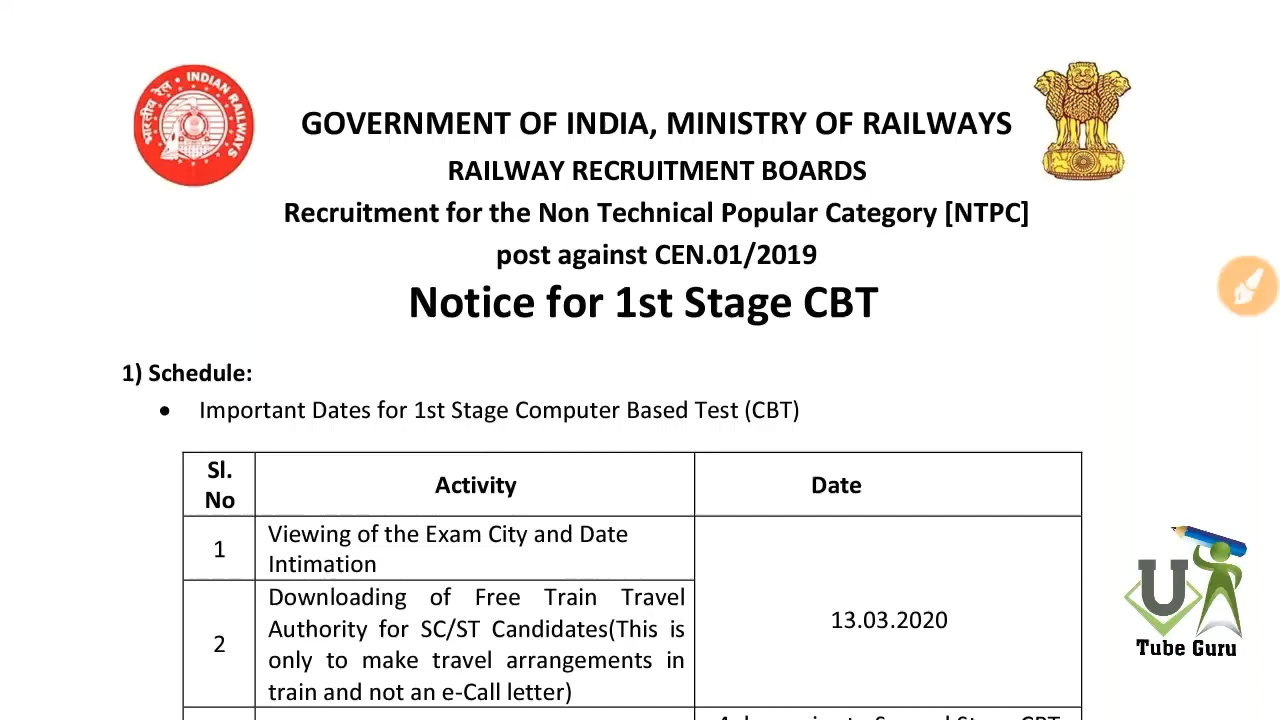 भारतीय रेल • INDIAN RAILWAYS
GOVERNMENT OF INDIA, MINISTRY OF RAILWAYS
RAILWAY RECRUITMENT BOARDS
Recruitment for the Non Technical Popular Category [NTPC]
post against CEN.01/2019
Notice for 1st Stage CBT
1) Schedule:
• Important Dates for 1st Stage Computer Based Test (CBT)
Sl.
No
Activity
Date
1
Viewing of the Exam City and Date
Intimation
2
Downloading of Free Train Travel
Authority for SC/ST Candidates(This is
only to make travel arrangements in
train and not an e-Call letter)
13.03.2020
U
Tube Guru